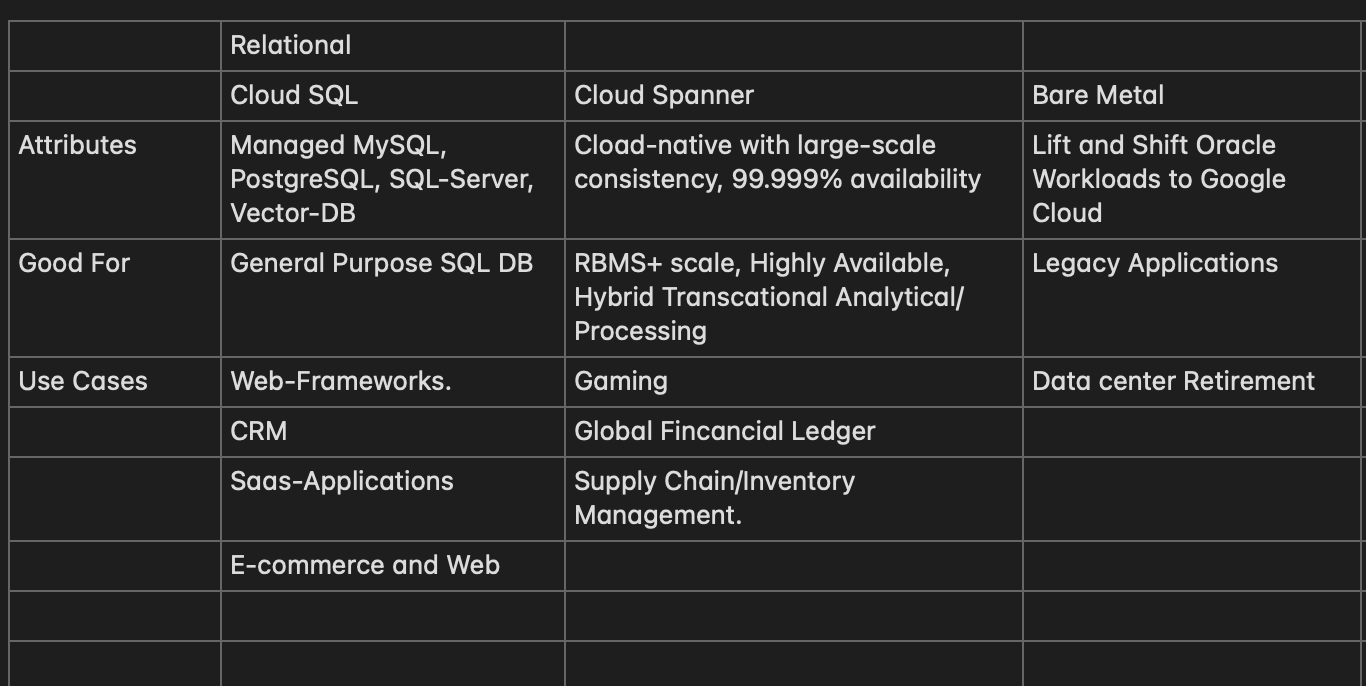 Relational
Cloud SQL Cloud Spanner Bare Metal
Attributes Managed MySQL, Cload-native with large-scale Lift and Shift Oracle
PostgreSQL, SQL-Server, consistency, 99.999% availability Workloads to Google
Vector-DB Cloud
Good For General Purpose SQL DB RBMS+ scale, Highly Available, Legacy Applications
Hybrid Transcational Analytical/
Processing
Use Cases Web-Frameworks. Gaming Data center Retirement
CRM Global Fincancial Ledger
Saas-Applications Supply Chain/Inventory
Management.
E-commerce and Web